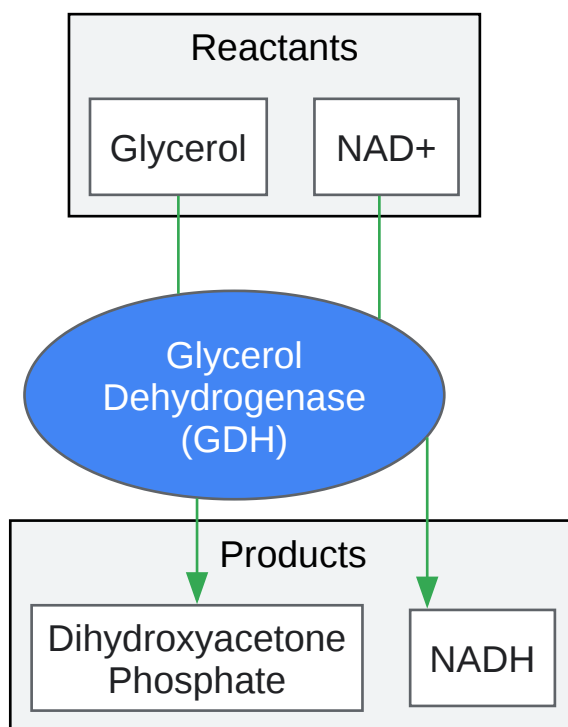 Reactants
Glycerol
NAD+
Glycerol
Dehydrogenase
(GDH)
Products
Dihydroxyacetone
Phosphate
NADH